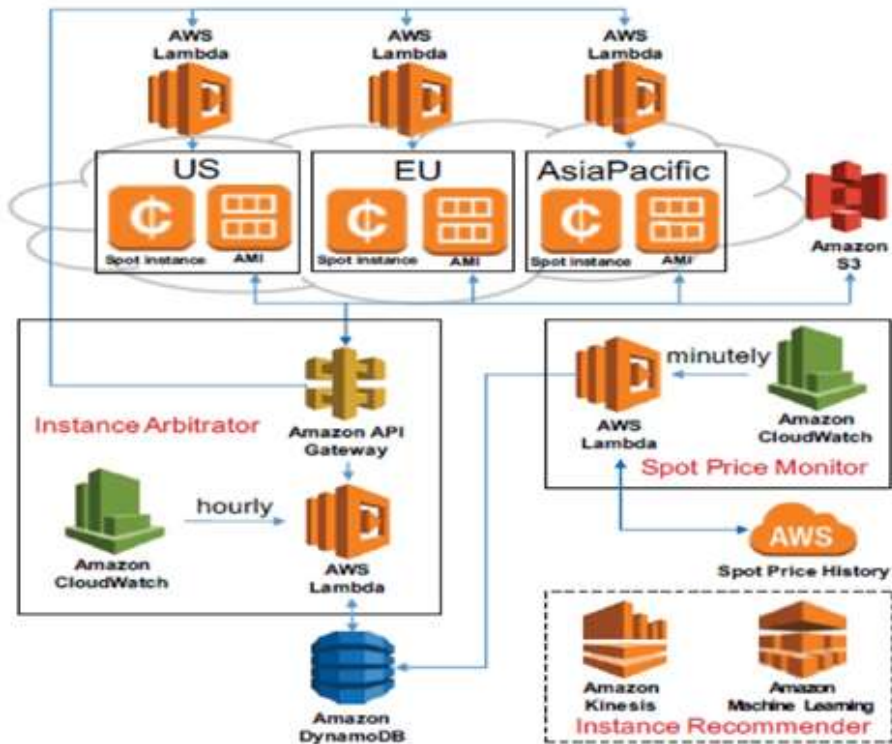 AWS
Lambda
AWS
Lambda
AWS
Lambda
US
EU
AsiaPacific
₵
₵
₵
Spot instance
AMI
Spot instance
AMI
Spot instance
AMI
Amazon
S3
Instance Arbitrator
Amazon API
Gateway
hourly
Amazon
CloudWatch
AWS
Lambda
minutely
AWS
Lambda
Amazon
CloudWatch
Spot Price Monitor
AWS
Spot Price History
Amazon
DynamoDB
Amazon
Kinesis
Amazon
Machine Learning
Instance Recommender